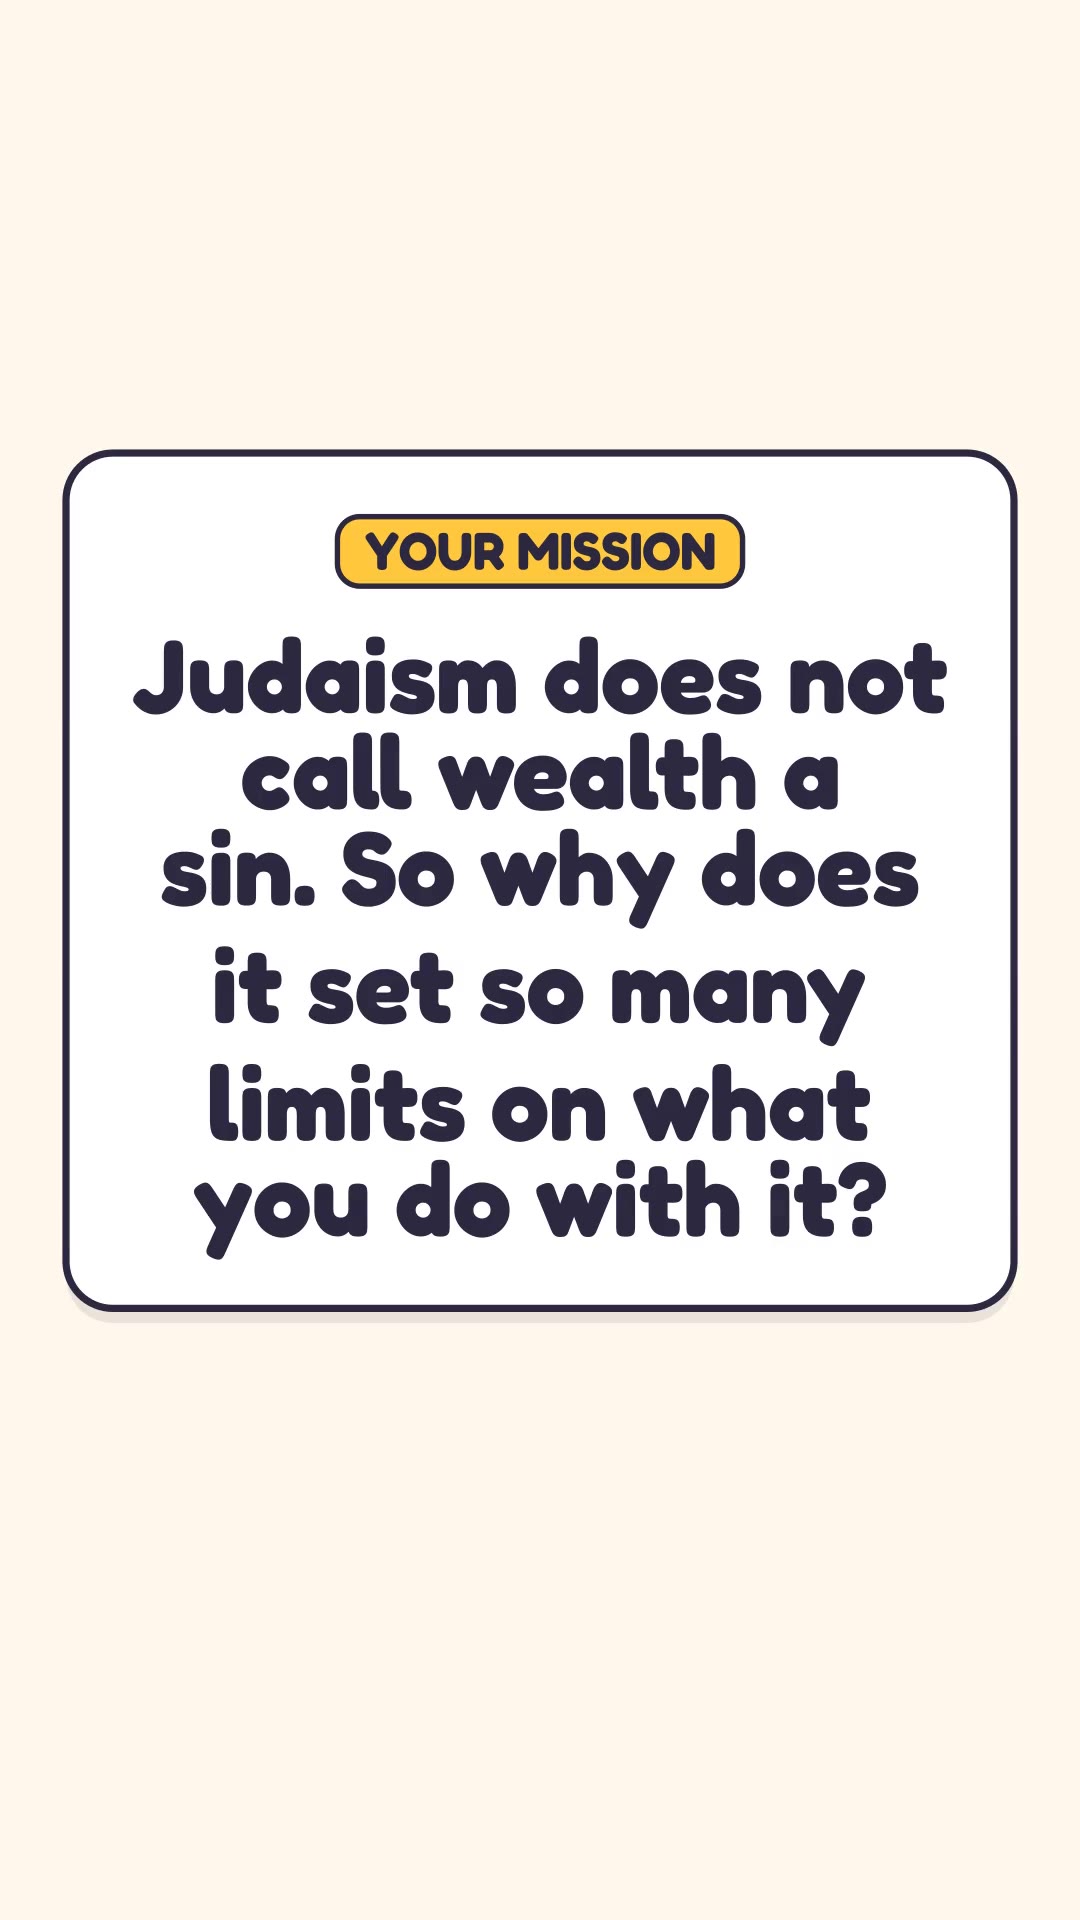 YOUR MISSION
Judaism does not
call wealth a
sin. So why does
it set so many
limits on what
you do with it?